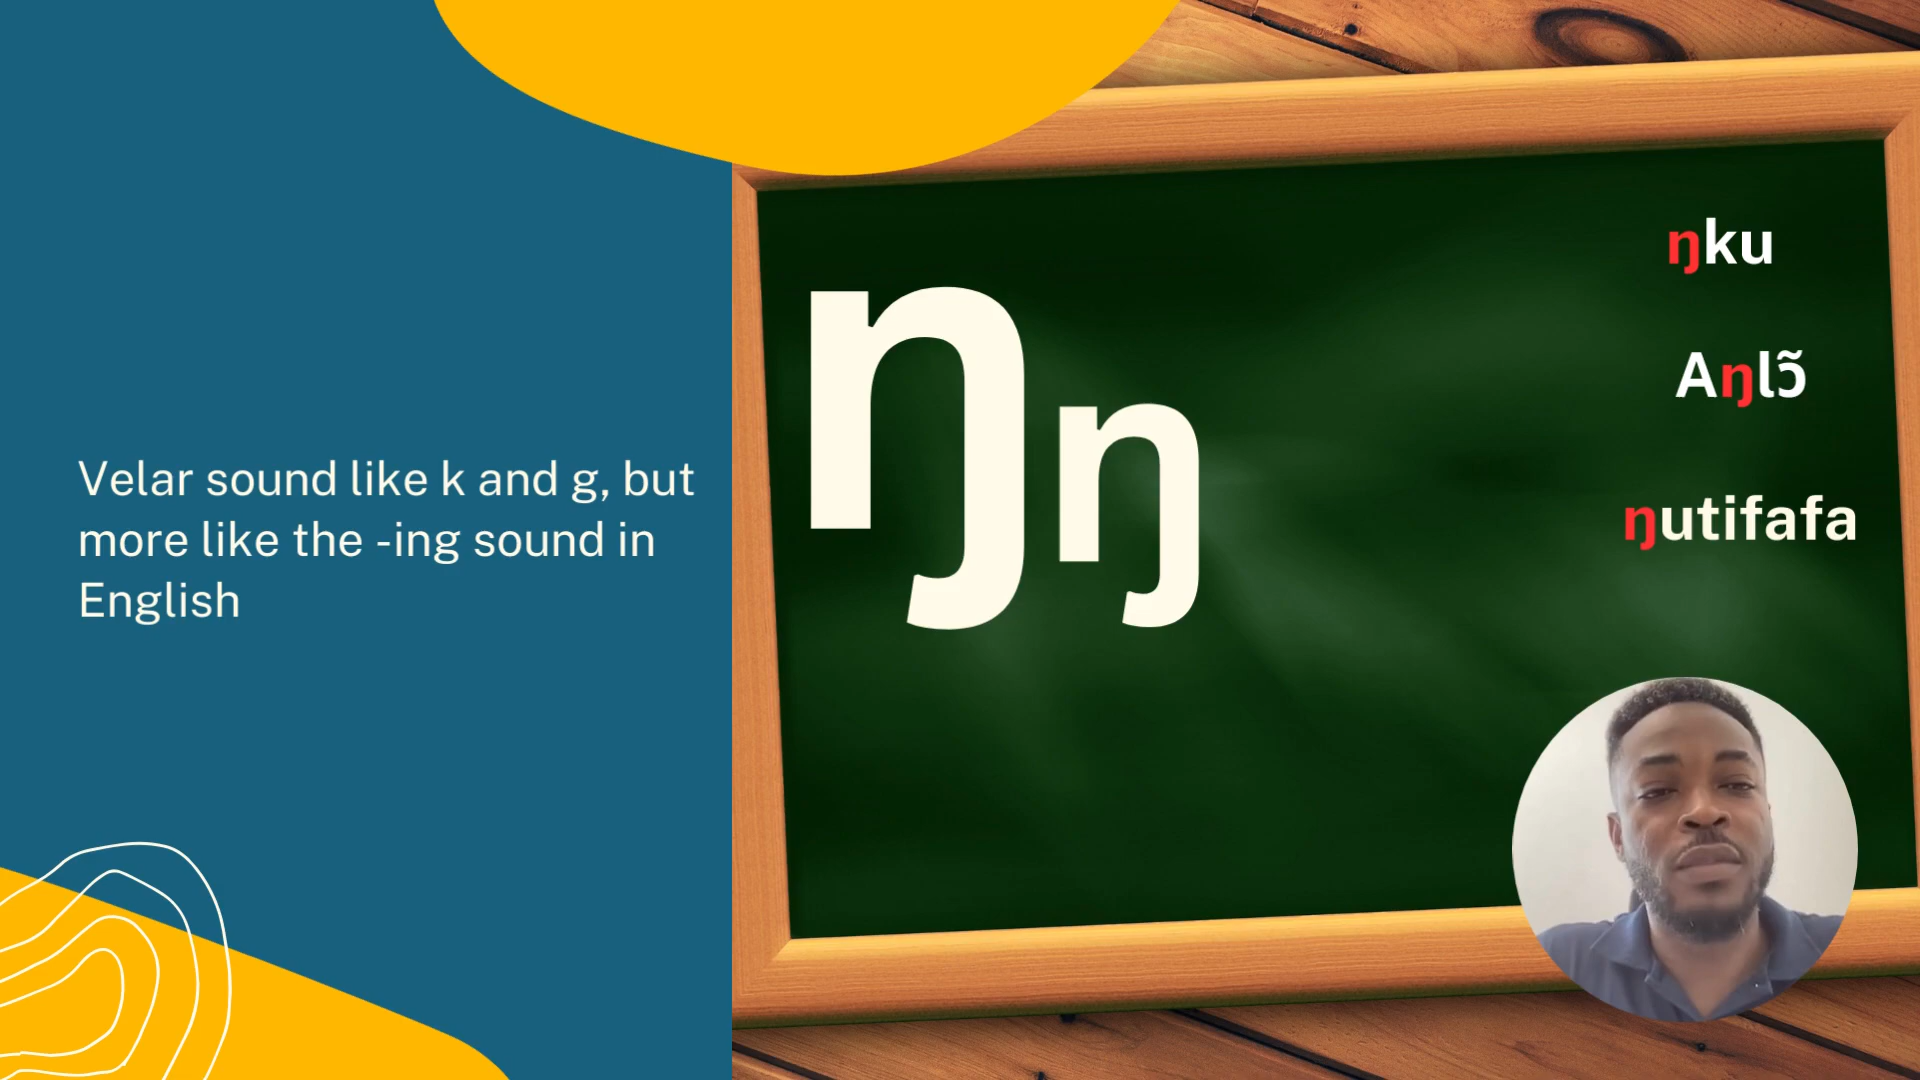 Velar sound like k and g, but
more like the -ing sound in
English
Ŋŋ
ŋku
Aŋlɔ̃
ŋutifafa